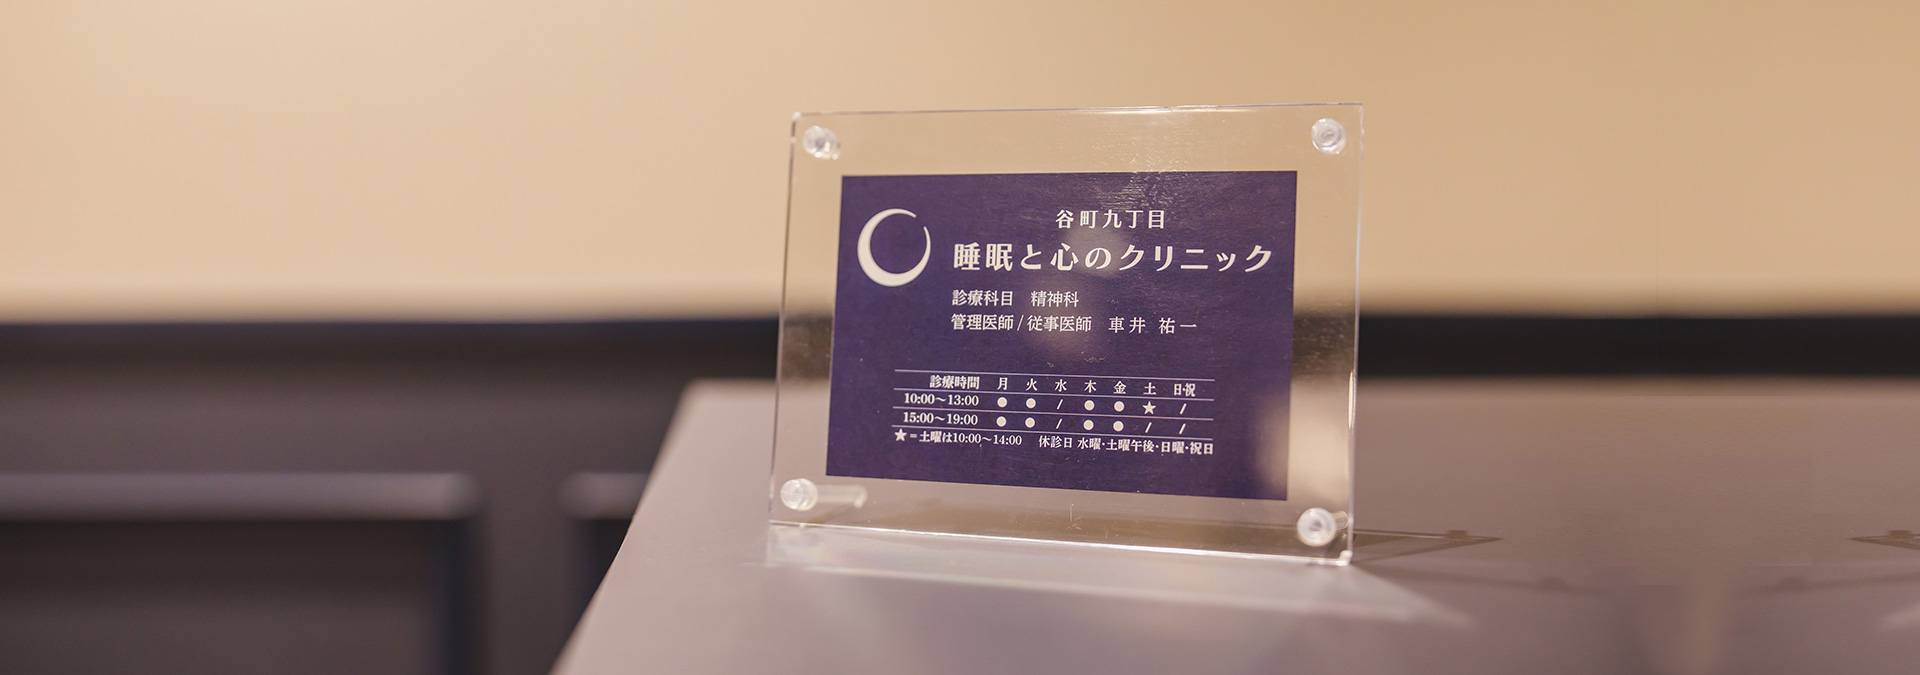 谷町九丁目
睡眠と心のクリニック
診療科目 精神科
管理医師/従事医師 車井 祐一
診療時間 月 火 水 木 金 土 日・祝
10:00〜13:00 ● ● / ● ● ★ /
15:00〜19:00 ● ● / ● ● / /
★=土曜は10:00〜14:00 休診日 水曜・土曜午後・日曜・祝日